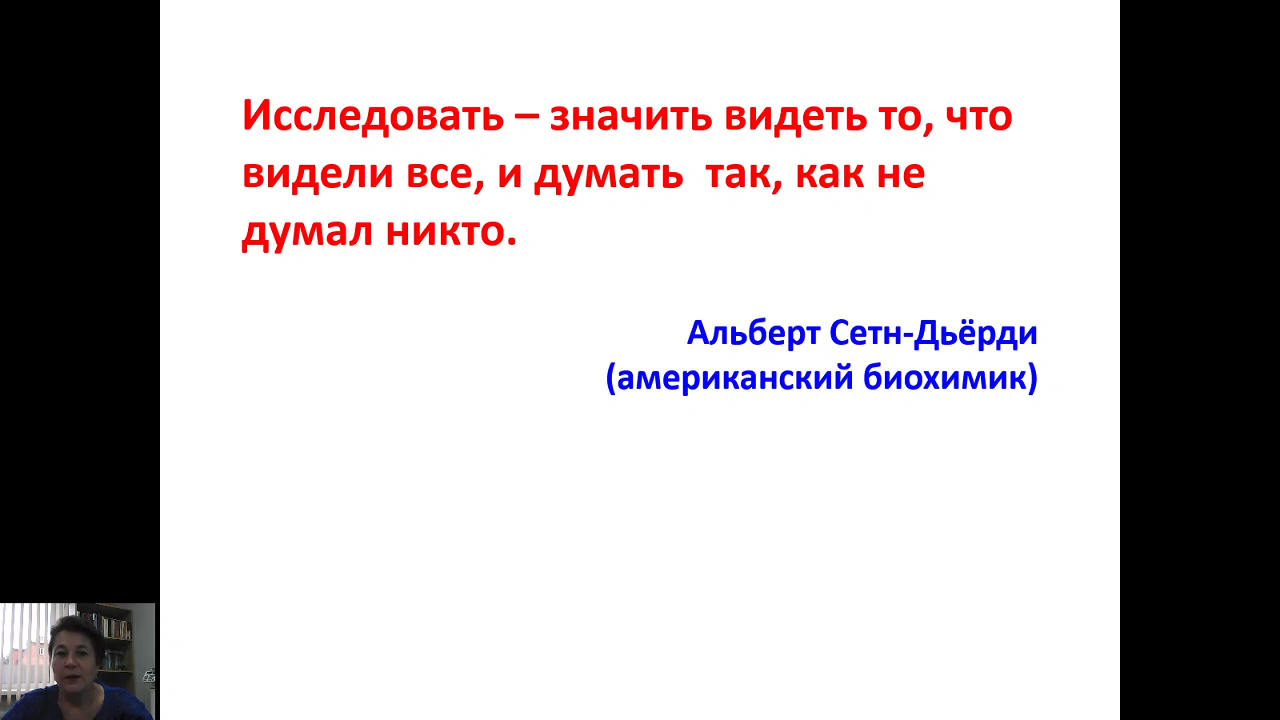 Исследовать – значить видеть то, что
видели все, и думать  так, как не
думал никто.
Альберт Сетн-Дьёрди
(американский биохимик)